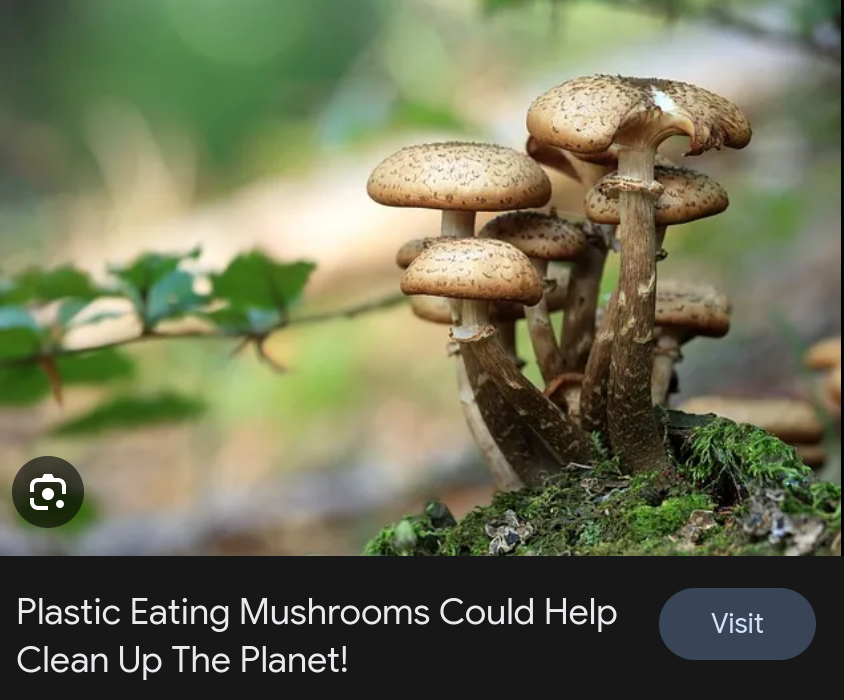 Plastic Eating Mushrooms Could Help
Clean Up The Planet!
Visit